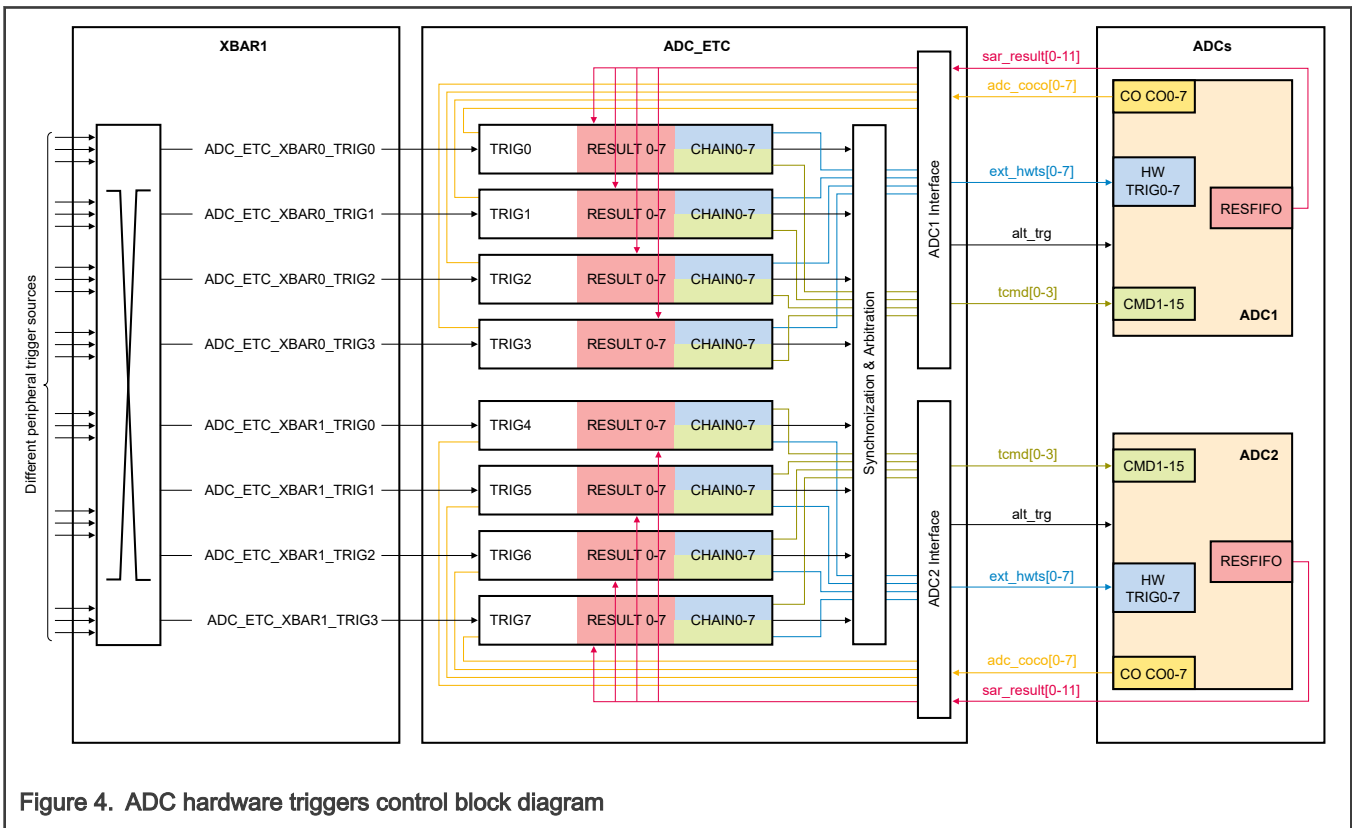 XBAR1
ADC_ETC
ADCs
Different peripheral trigger sources
ADC_ETC_XBAR0_TRIG0
ADC_ETC_XBAR0_TRIG1
ADC_ETC_XBAR0_TRIG2
ADC_ETC_XBAR0_TRIG3
ADC_ETC_XBAR1_TRIG0
ADC_ETC_XBAR1_TRIG1
ADC_ETC_XBAR1_TRIG2
ADC_ETC_XBAR1_TRIG3
TRIG0 RESULT 0-7 CHAIN0-7
TRIG1 RESULT 0-7 CHAIN0-7
TRIG2 RESULT 0-7 CHAIN0-7
TRIG3 RESULT 0-7 CHAIN0-7
TRIG4 RESULT 0-7 CHAIN0-7
TRIG5 RESULT 0-7 CHAIN0-7
TRIG6 RESULT 0-7 CHAIN0-7
TRIG7 RESULT 0-7 CHAIN0-7
Synchronization & Arbitration
ADC1 Interface
ADC2 Interface
sar_result[0-11]
adc_coco[0-7]
ext_hwts[0-7]
alt_trg
tcmd[0-3]
CO CO0-7
HW
TRIG0-7
RESFIFO
CMD1-15
ADC1
tcmd[0-3]
alt_trg
ext_hwts[0-7]
adc_coco[0-7]
sar_result[0-11]
CMD1-15
ADC2
RESFIFO
HW
TRIG0-7
CO CO0-7
Figure 4. ADC hardware triggers control block diagram